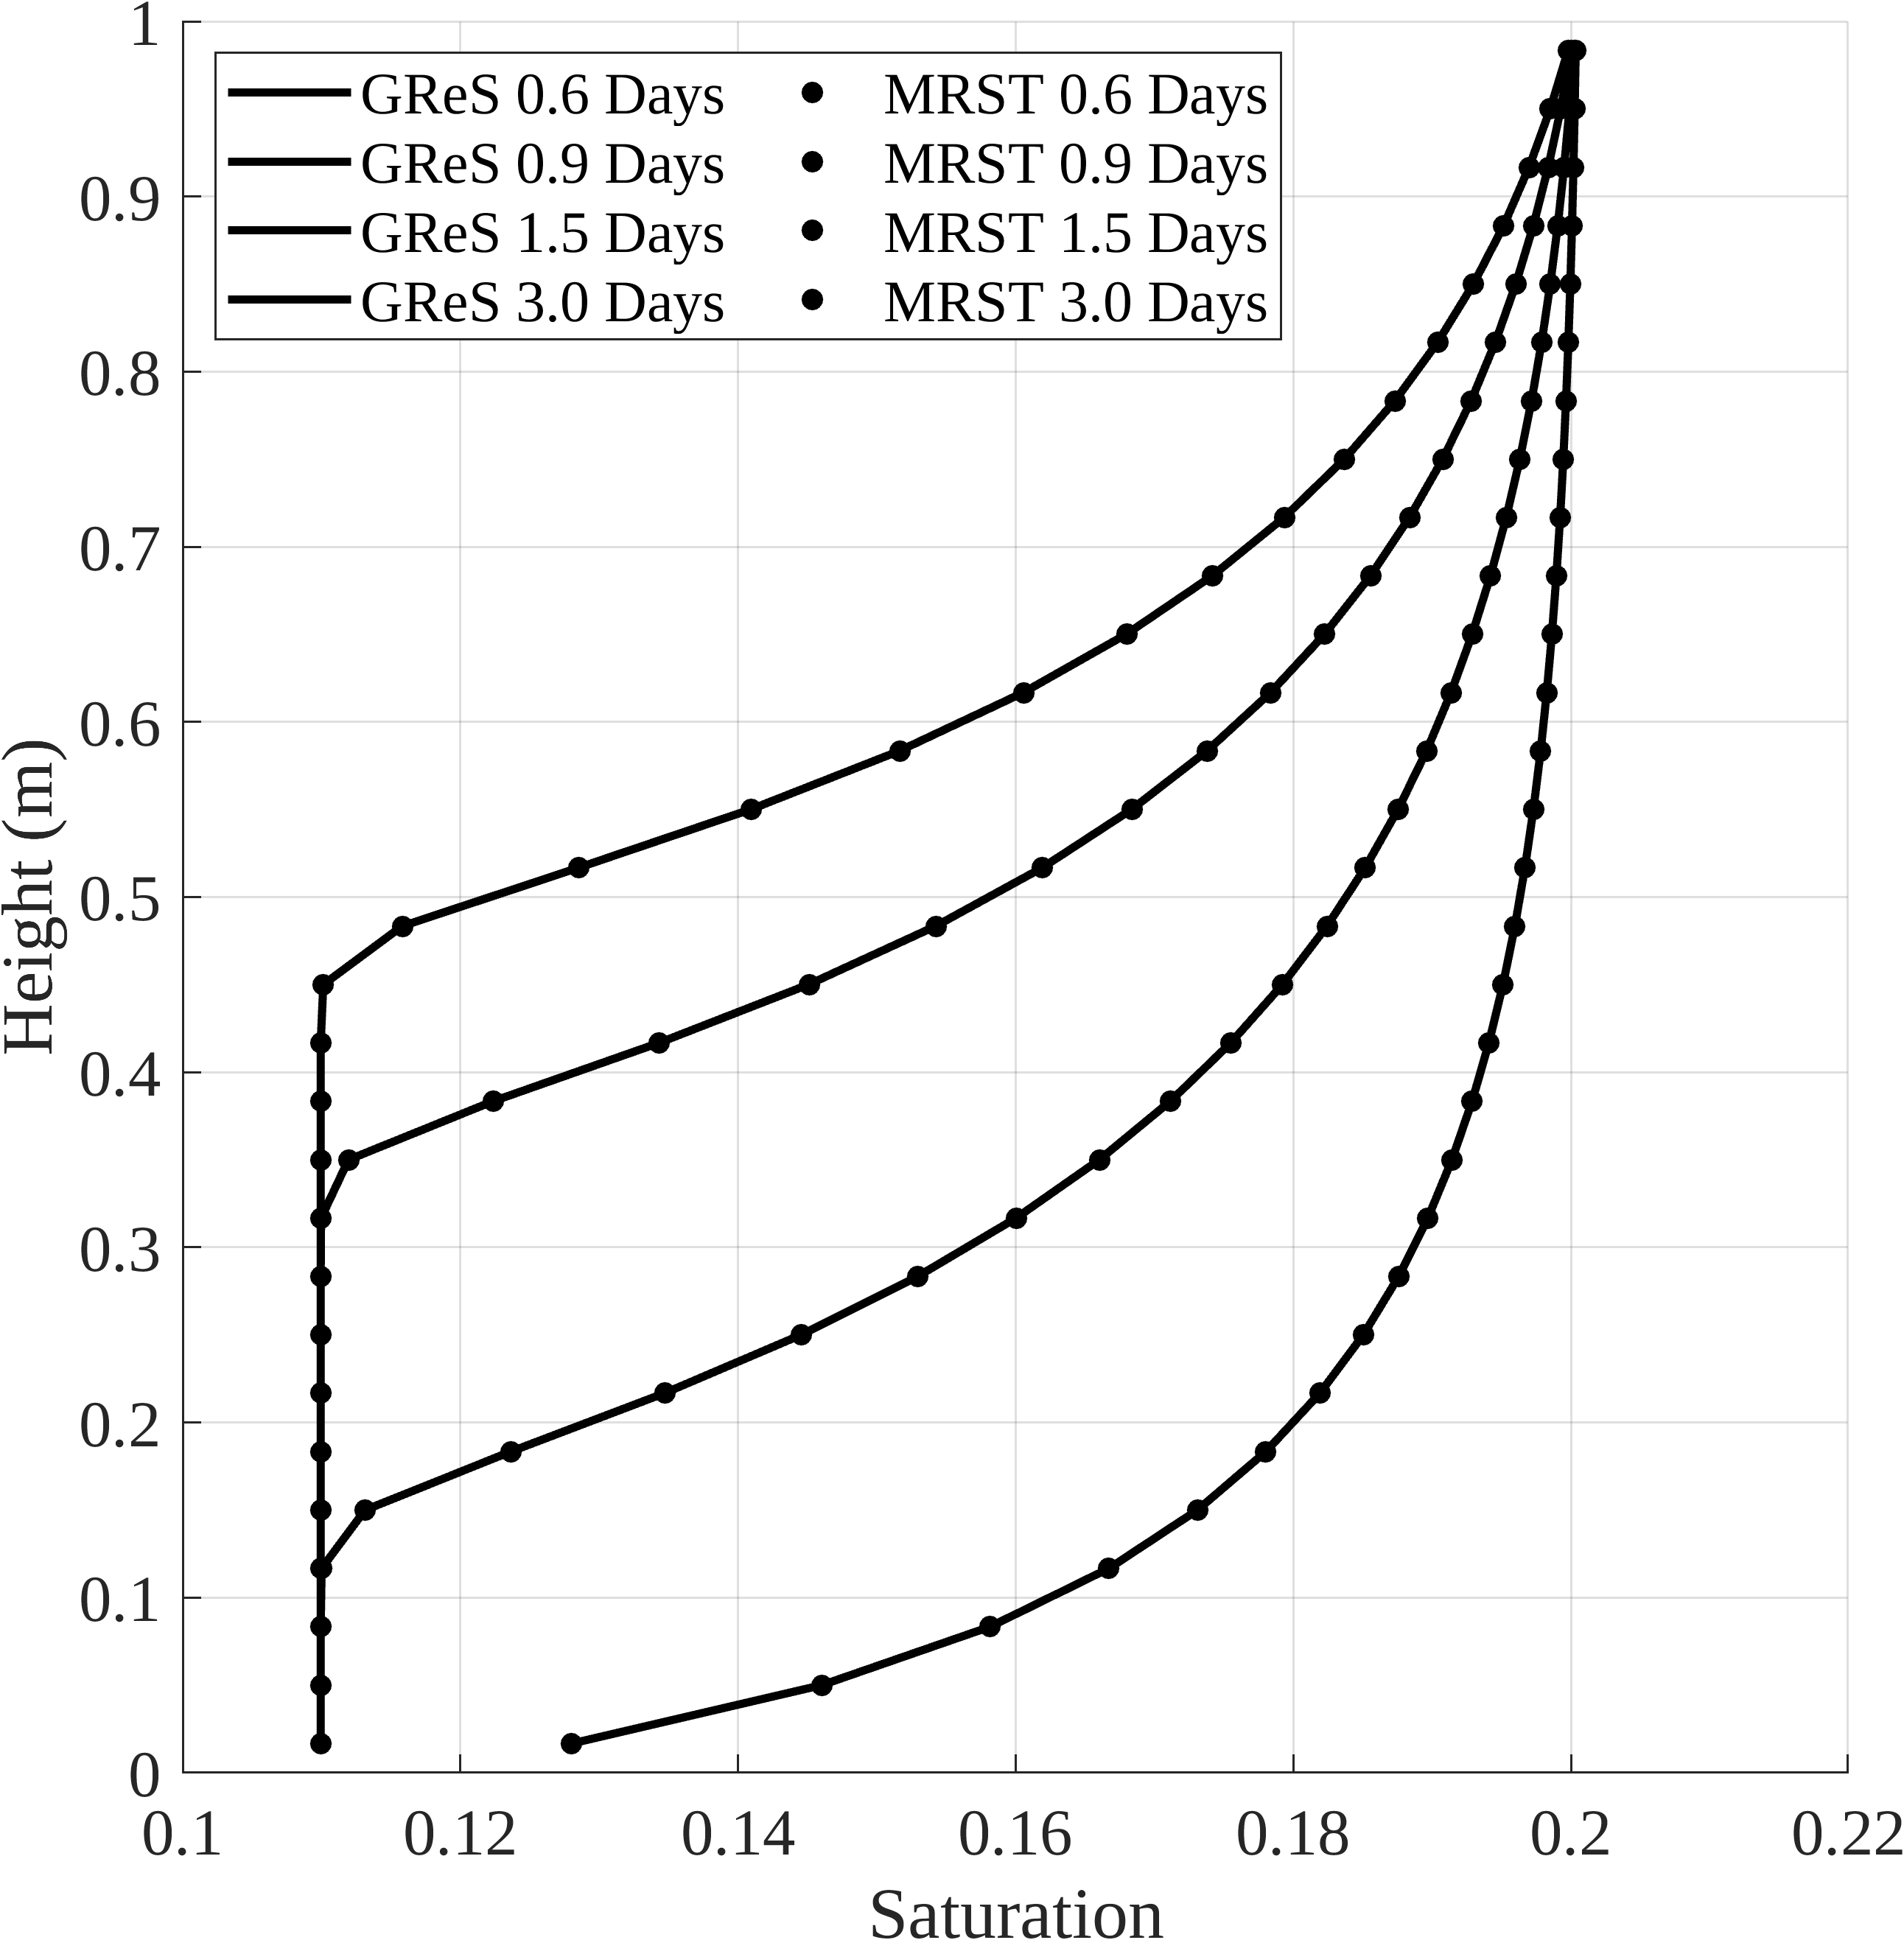 1
0.9
0.8
0.7
0.6
0.5
0.4
0.3
0.2
0.1
0
Height (m)
GReS 0.6 Days MRST 0.6 Days
GReS 0.9 Days MRST 0.9 Days
GReS 1.5 Days MRST 1.5 Days
GReS 3.0 Days MRST 3.0 Days
0.1 0.12 0.14 0.16 0.18 0.2 0.22
Saturation